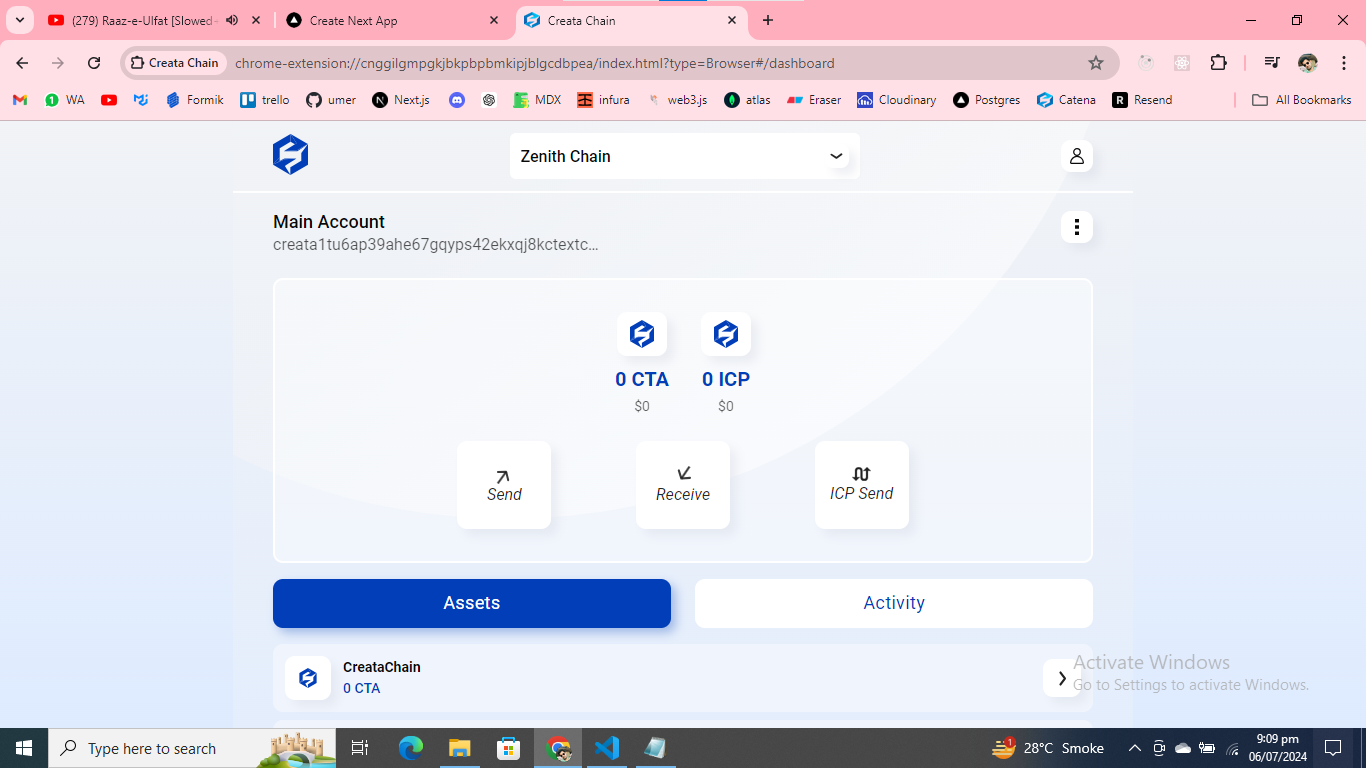 (279) Raaz-e-Ulfat [Slowed
Create Next App
Creata Chain
Creata Chain
chrome-extension://cnggilgmpgkjbkpbpbmkipjblgcdbpea/index.html?type=Browser#/dashboard
WA
Formik
trello
umer
Next.js
MDX
infura
web3.js
atlas
Eraser
Cloudinary
Postgres
Catena
Resend
All Bookmarks
Zenith Chain
Main Account
creata1tu6ap39ahe67gqyps42ekxqj8kctextc...
0 CTA
0 ICP
$0
$0
Send
Receive
ICP Send
Assets
Activity
CreataChain
0 CTA
Activate Windows
Go to Settings to activate Windows.
Type here to search
1
28°C Smoke
9:09 pm
06/07/2024